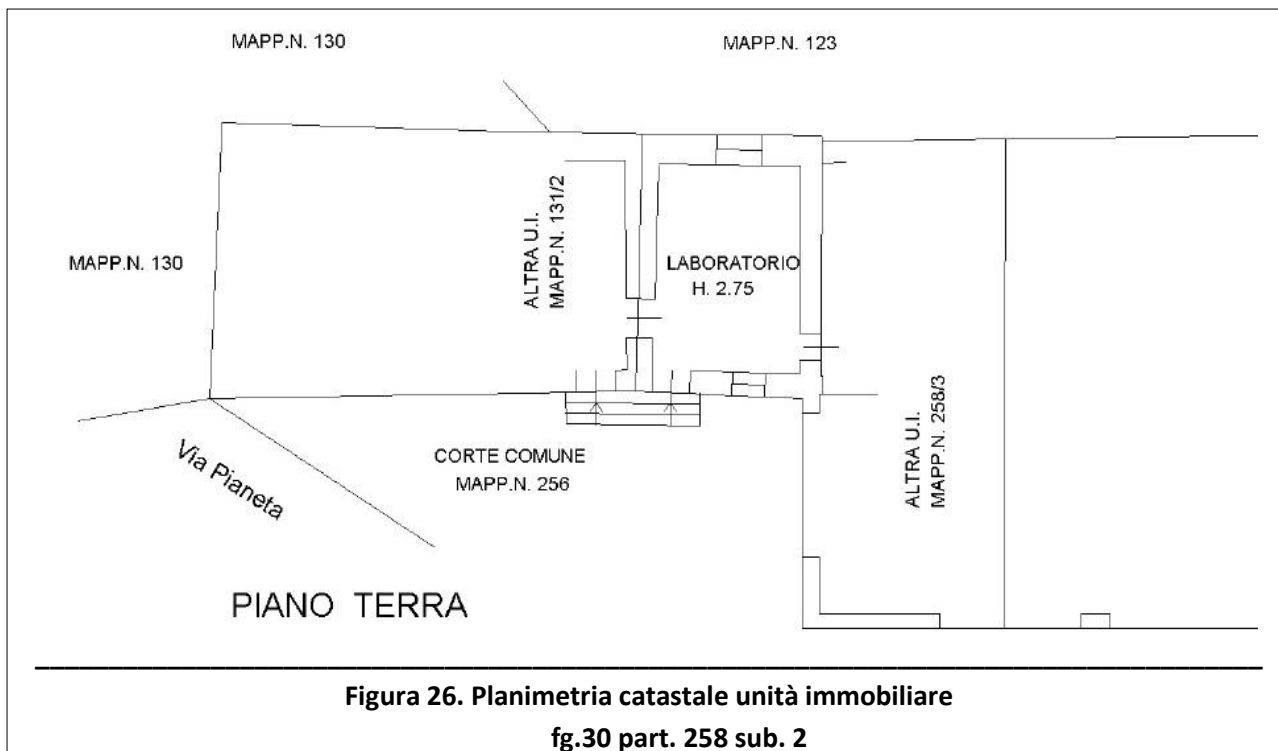 MAPP.N. 130
MAPP.N. 123
ALTRA U.I.
MAPP.N. 131/2
MAPP.N. 130
LABORATORIO
H. 2.75
ALTRA U.I.
MAPP.N. 258/3
CORTE COMUNE
MAPP.N. 256
Via Pianeta
PIANO TERRA
Figura 26. Planimetria catastale unità immobiliare
fg.30 part. 258 sub. 2